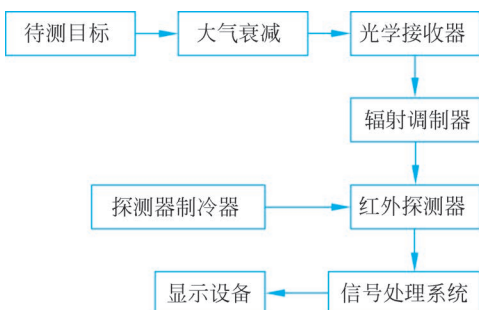 待测目标
大气衰减
光学接收器
辐射调制器
探测器制冷器
红外探测器
显示设备
信号处理系统